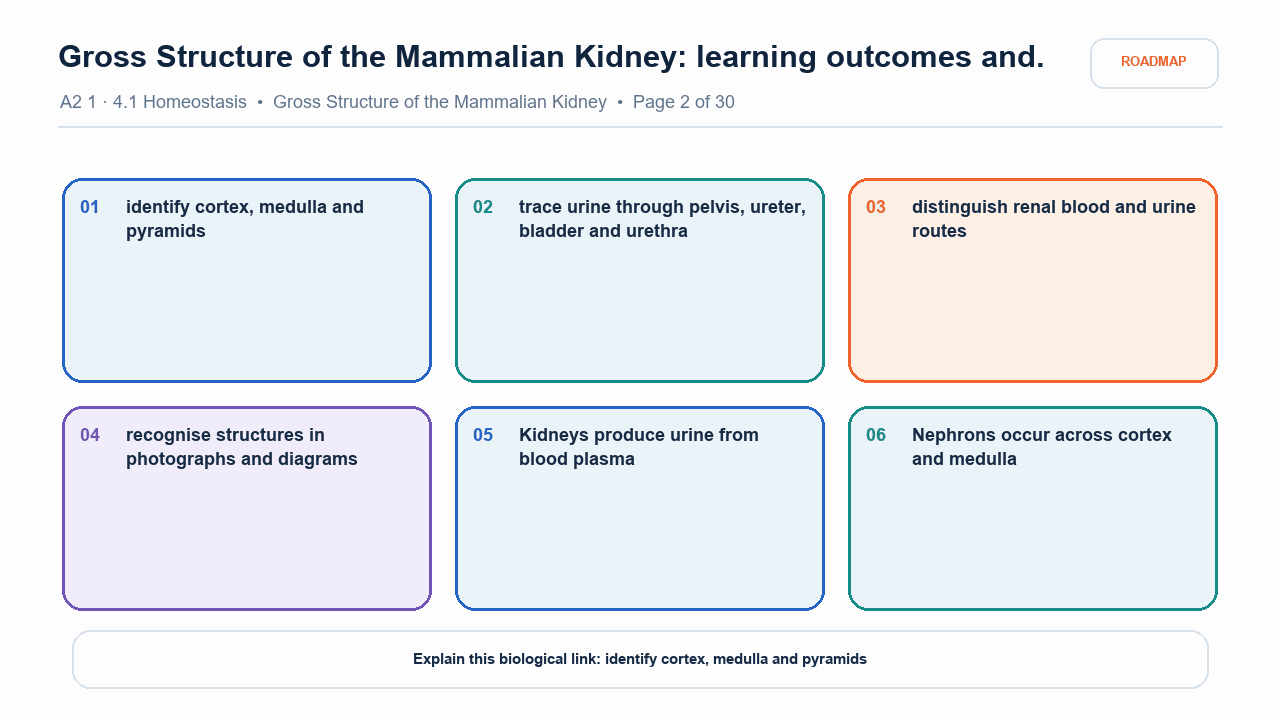 Gross Structure of the Mammalian Kidney: learning outcomes and.
ROADMAP
A2 1 · 4.1 Homeostasis • Gross Structure of the Mammalian Kidney • Page 2 of 30
01 identify cortex, medulla and
pyramids
02 trace urine through pelvis, ureter,
bladder and urethra
03 distinguish renal blood and urine
routes
04 recognise structures in
photographs and diagrams
05 Kidneys produce urine from
blood plasma
06 Nephrons occur across cortex
and medulla
Explain this biological link: identify cortex, medulla and pyramids